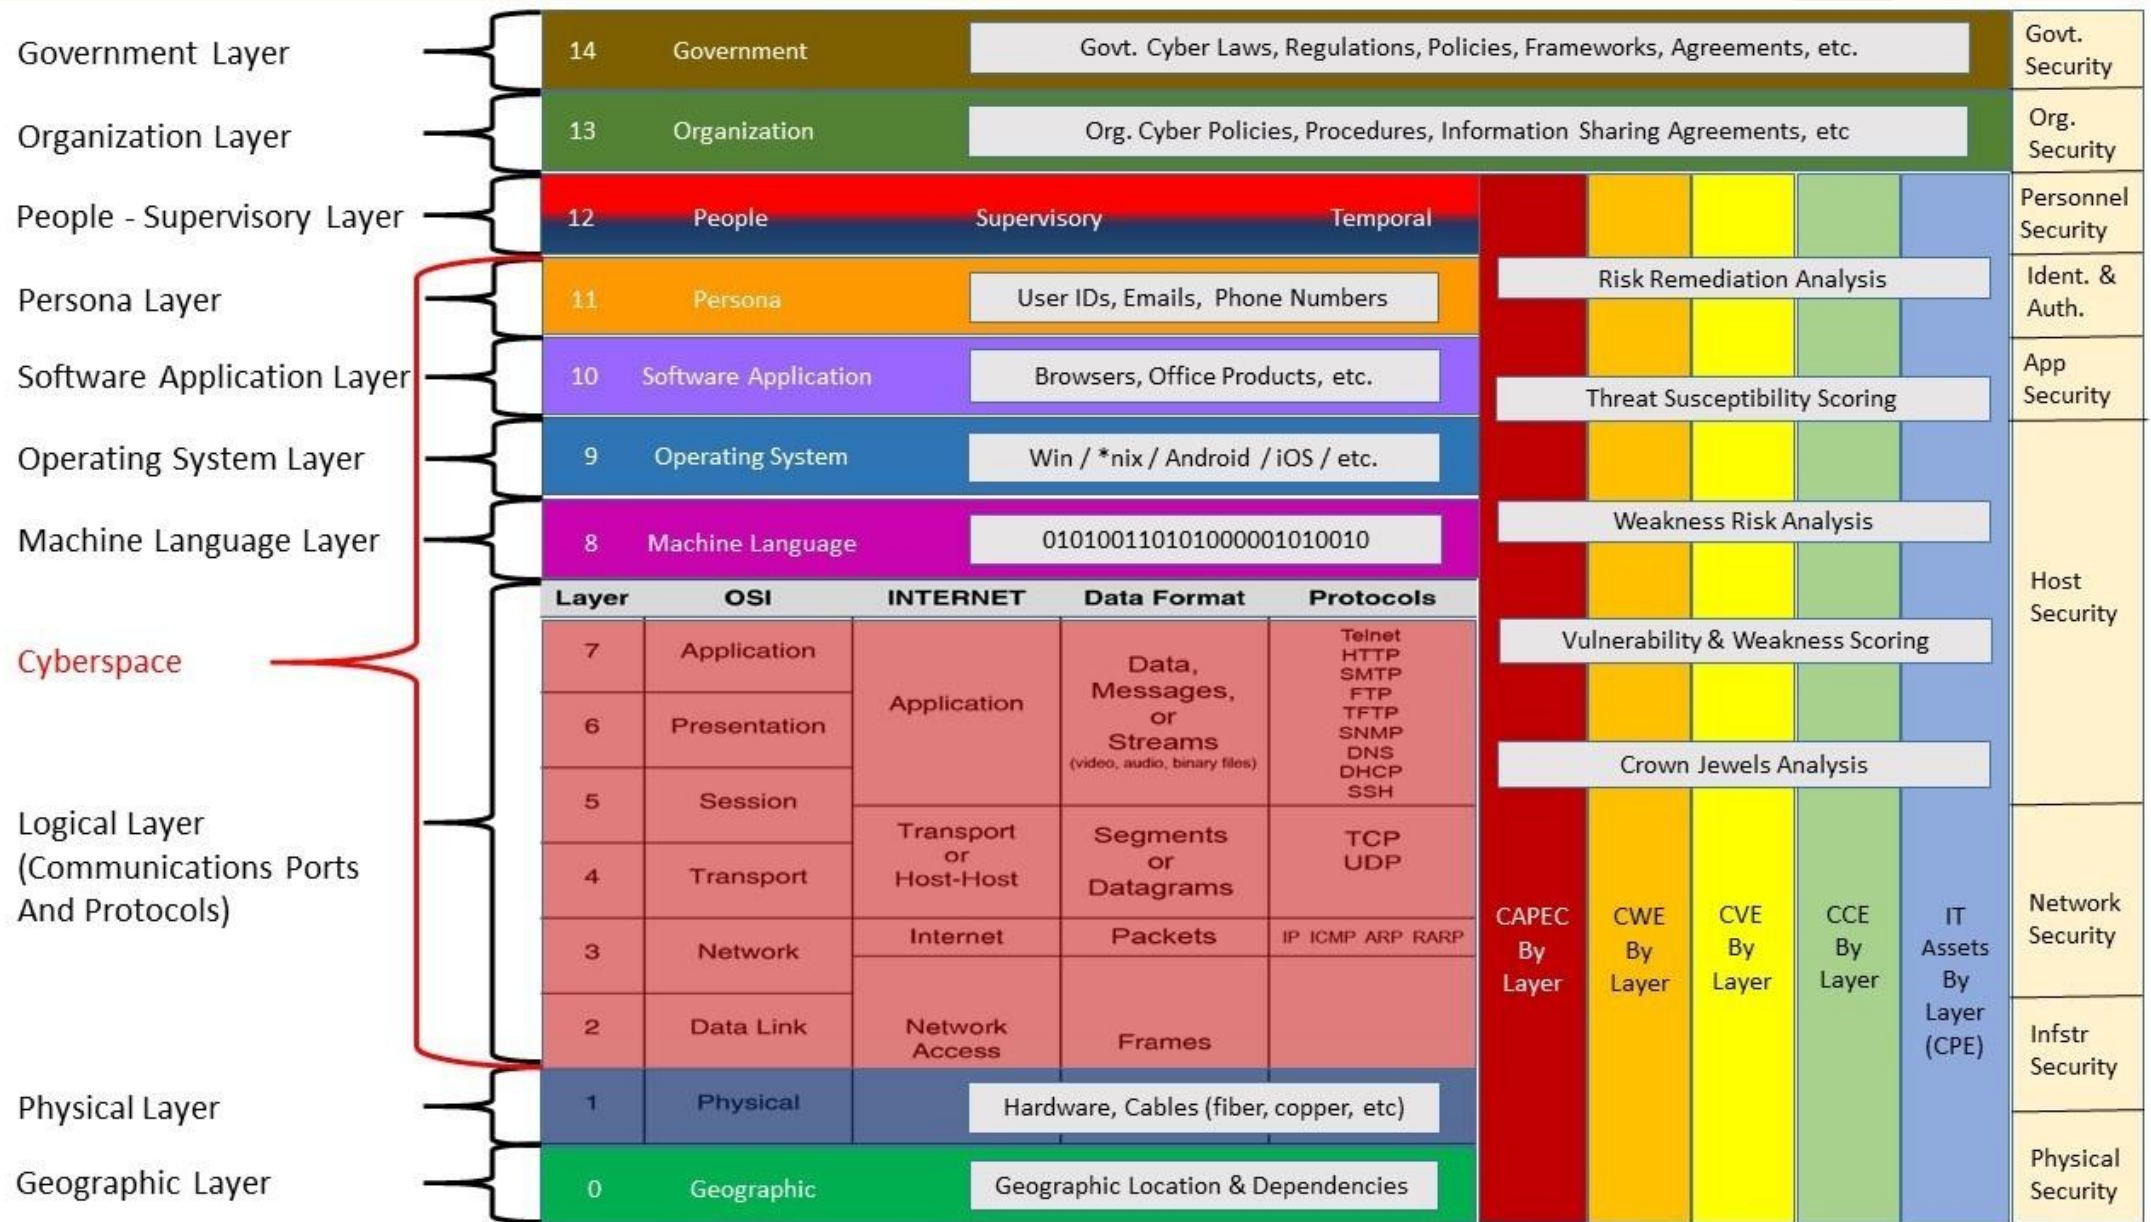 Government Layer
14 Government Govt. Cyber Laws, Regulations, Policies, Frameworks, Agreements, etc.
Govt.
Security
Organization Layer
13 Organization Org. Cyber Policies, Procedures, Information Sharing Agreements, etc
Org.
Security
People - Supervisory Layer
12 People Supervisory Temporal
Personnel
Security
Persona Layer
11 Persona User IDs, Emails, Phone Numbers
Risk Remediation Analysis
Ident. &
Auth.
Software Application Layer
10 Software Application Browsers, Office Products, etc.
Threat Susceptibility Scoring
App
Security
Operating System Layer
9 Operating System Win / *nix / Android / iOS / etc.
Machine Language Layer
8 Machine Language 010100110101000001010010
Weakness Risk Analysis
Host
Security
Cyberspace
Layer OSI INTERNET Data Format Protocols
7 Application
6 Presentation
5 Session
4 Transport
3 Network
2 Data Link
Application
Transport
or
Host-Host
Internet
Network
Access
Data,
Messages,
or
Streams
(video, audio, binary files)
Segments
or
Datagrams
Packets
Frames
Telnet
HTTP
SMTP
FTP
TFTP
SNMP
DNS
DHCP
SSH
TCP
UDP
IP ICMP ARP RARP
Vulnerability & Weakness Scoring
Crown Jewels Analysis
Logical Layer
(Communications Ports
And Protocols)
CAPEC
By
Layer
CWE
By
Layer
CVE
By
Layer
CCE
By
Layer
IT
Assets
By
Layer
(CPE)
Network
Security
Infstr
Security
Physical Layer
1 Physical Hardware, Cables (fiber, copper, etc)
Geographic Layer
0 Geographic Geographic Location & Dependencies
Physical
Security